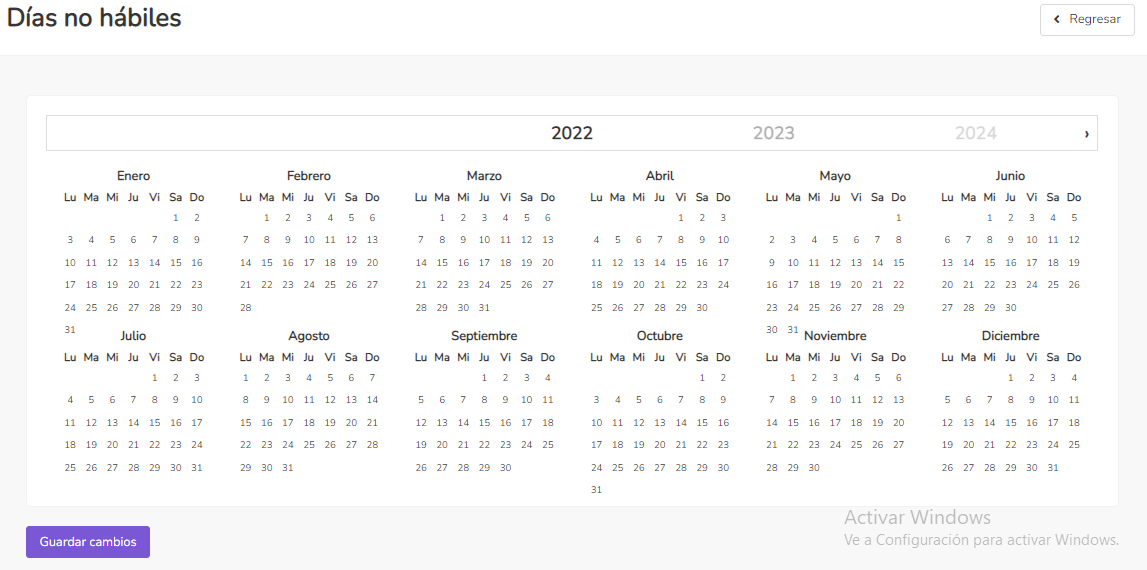 Días no hábiles
‹ Regresar
2022 2023 2024 ›
Enero Febrero Marzo Abril Mayo Junio
Lu Ma Mi Ju Vi Sa Do Lu Ma Mi Ju Vi Sa Do Lu Ma Mi Ju Vi Sa Do Lu Ma Mi Ju Vi Sa Do Lu Ma Mi Ju Vi Sa Do Lu Ma Mi Ju Vi Sa Do
1 2 1 2 3 4 5 6 1 2 3 4 5 6 1 2 3 1 1 2 3 4 5
3 4 5 6 7 8 9 7 8 9 10 11 12 13 7 8 9 10 11 12 13 4 5 6 7 8 9 10 2 3 4 5 6 7 8 6 7 8 9 10 11 12
10 11 12 13 14 15 16 14 15 16 17 18 19 20 14 15 16 17 18 19 20 11 12 13 14 15 16 17 9 10 11 12 13 14 15 13 14 15 16 17 18 19
17 18 19 20 21 22 23 21 22 23 24 25 26 27 21 22 23 24 25 26 27 18 19 20 21 22 23 24 16 17 18 19 20 21 22 20 21 22 23 24 25 26
24 25 26 27 28 29 30 28 28 29 30 31 25 26 27 28 29 30 23 24 25 26 27 28 29 27 28 29 30
31 30 31
Julio Agosto Septiembre Octubre Noviembre Diciembre
Lu Ma Mi Ju Vi Sa Do Lu Ma Mi Ju Vi Sa Do Lu Ma Mi Ju Vi Sa Do Lu Ma Mi Ju Vi Sa Do Lu Ma Mi Ju Vi Sa Do Lu Ma Mi Ju Vi Sa Do
1 2 3 1 2 3 4 5 6 7 1 2 3 4 1 2 1 2 3 4 5 6 1 2 3 4
4 5 6 7 8 9 10 8 9 10 11 12 13 14 5 6 7 8 9 10 11 3 4 5 6 7 8 9 7 8 9 10 11 12 13 5 6 7 8 9 10 11
11 12 13 14 15 16 17 15 16 17 18 19 20 21 12 13 14 15 16 17 18 10 11 12 13 14 15 16 14 15 16 17 18 19 20 12 13 14 15 16 17 18
18 19 20 21 22 23 24 22 23 24 25 26 27 28 19 20 21 22 23 24 25 17 18 19 20 21 22 23 21 22 23 24 25 26 27 19 20 21 22 23 24 25
25 26 27 28 29 30 31 29 30 31 26 27 28 29 30 24 25 26 27 28 29 30 28 29 30 26 27 28 29 30 31
31
Activar Windows
Ve a Configuración para activar Windows.
Guardar cambios